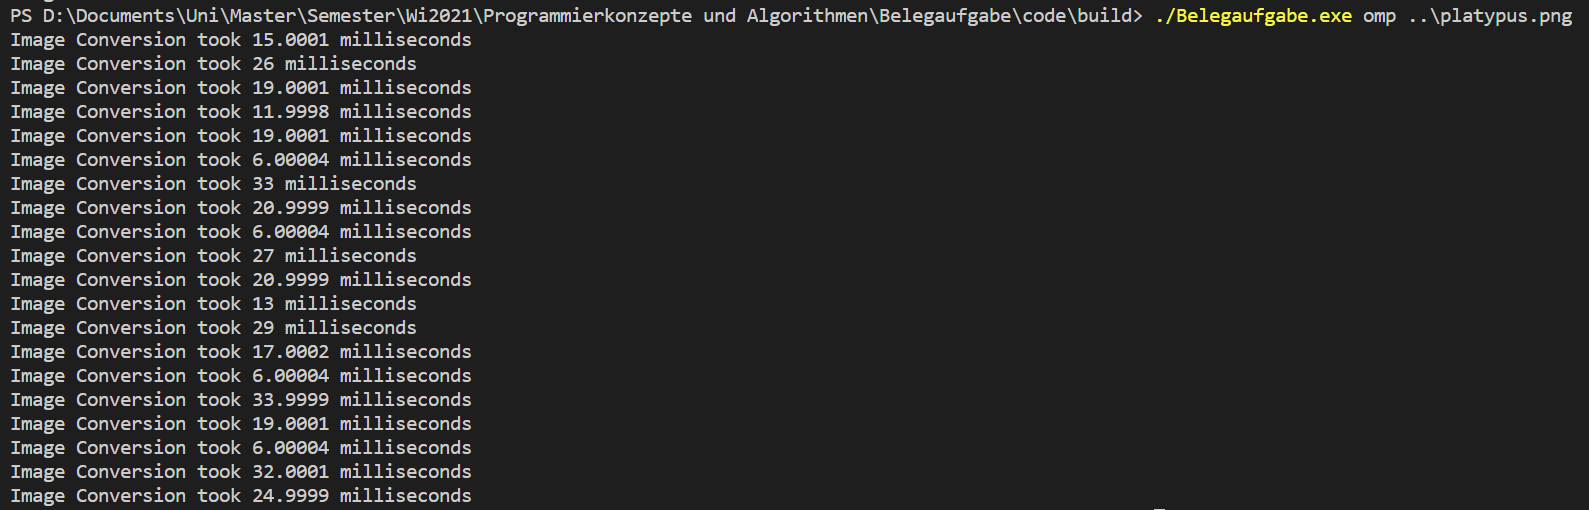 PS D:\Documents\Uni\Master\Semester\Wi2021\Programmierkonzepte und Algorithmen\Belegaufgabe\code\build> ./Belegaufgabe.exe omp ..\platypus.png
Image Conversion took 15.0001 milliseconds
Image Conversion took 26 milliseconds
Image Conversion took 19.0001 milliseconds
Image Conversion took 11.9998 milliseconds
Image Conversion took 19.0001 milliseconds
Image Conversion took 6.00004 milliseconds
Image Conversion took 33 milliseconds
Image Conversion took 20.9999 milliseconds
Image Conversion took 6.00004 milliseconds
Image Conversion took 27 milliseconds
Image Conversion took 20.9999 milliseconds
Image Conversion took 13 milliseconds
Image Conversion took 29 milliseconds
Image Conversion took 17.0002 milliseconds
Image Conversion took 6.00004 milliseconds
Image Conversion took 33.9999 milliseconds
Image Conversion took 19.0001 milliseconds
Image Conversion took 6.00004 milliseconds
Image Conversion took 32.0001 milliseconds
Image Conversion took 24.9999 milliseconds